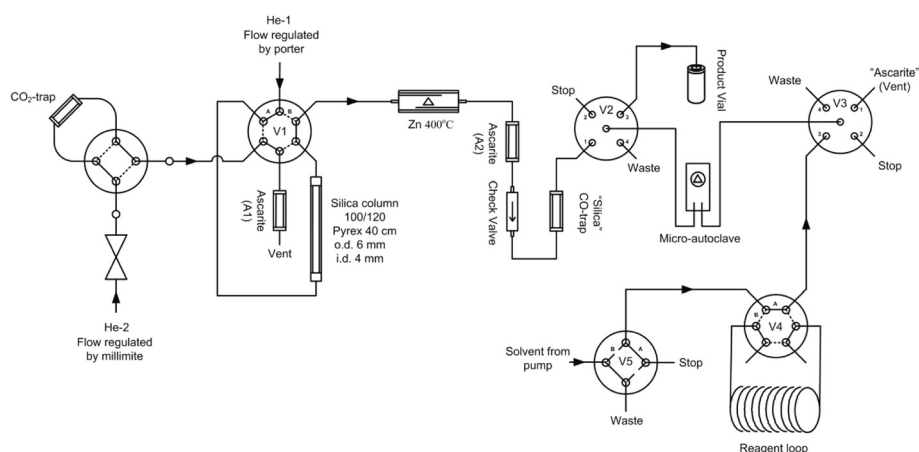 He-1
Flow regulated
by porter
CO₂-trap
A
B
V1
Zn 400°C
Ascarite
(A1)
Vent
Silica column
100/120
Pyrex 40 cm
o.d. 6 mm
i.d. 4 mm
He-2
Flow regulated
by millimite
Ascarite
(A2)
Check Valve
"Silica"
CO-trap
Stop
V2
2
3
1
4
Waste
Product Vial
Micro-autoclave
Waste
"Ascarite"
(Vent)
V3
4
1
3
2
Stop
Solvent from
pump
B
A
V5
Stop
Waste
A
B
V4
Reagent loop